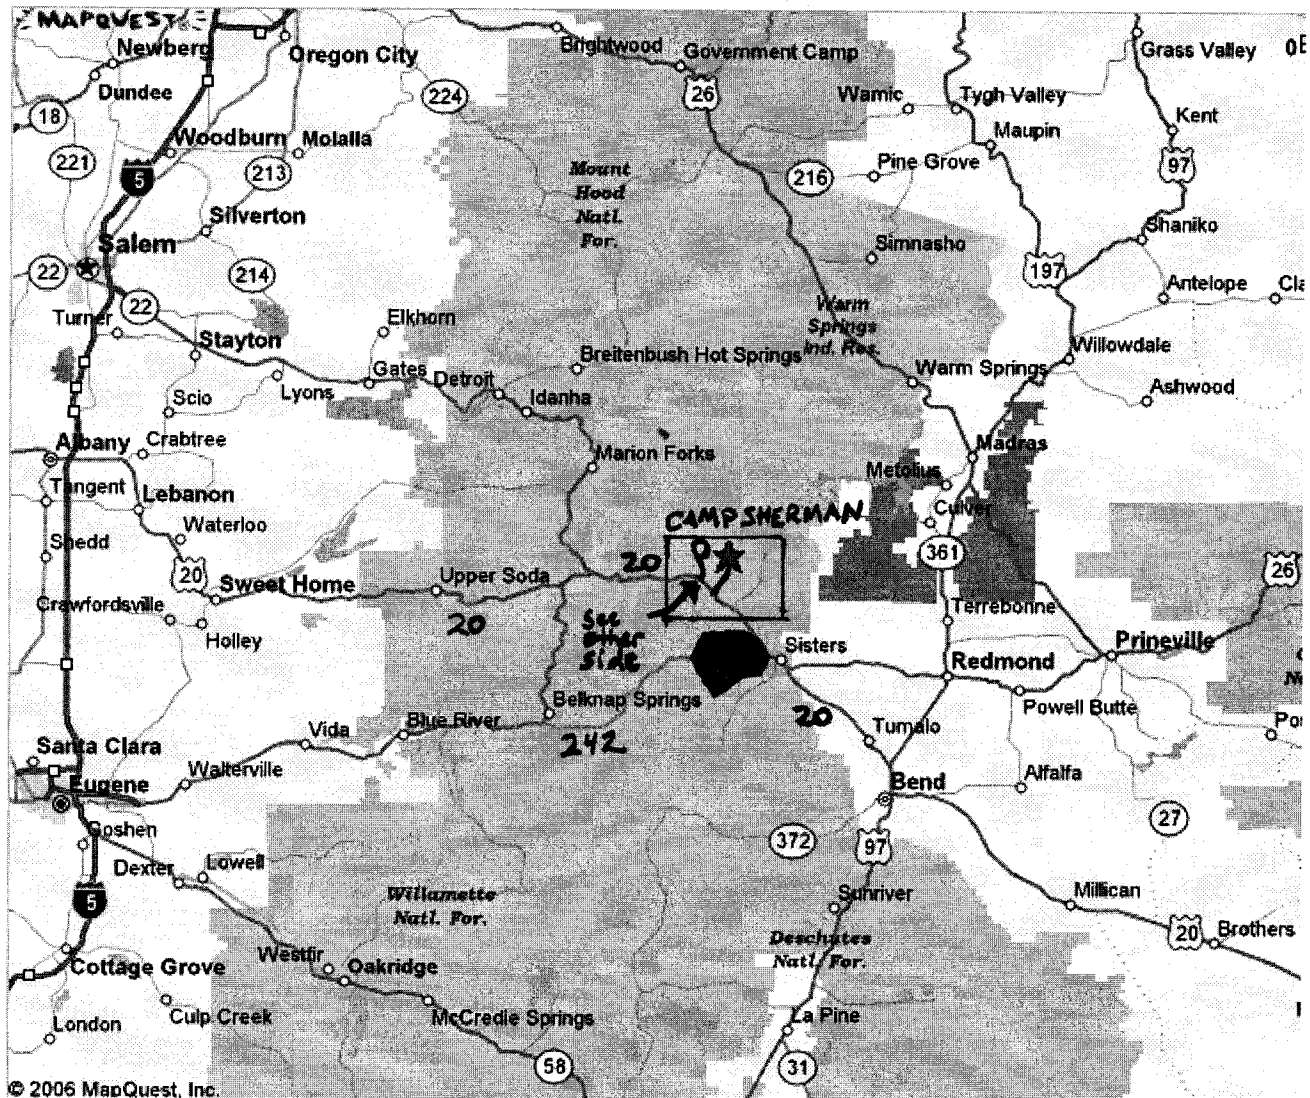 MAPQUEST
Newberg
Oregon City
Brightwood
Government Camp
Grass Valley
Dundee
18
224
26
Wamic
Tygh Valley
Kent
Woodburn
Molalla
Maupin
221
5
213
Mount
Hood
Natl.
For.
216
Pine Grove
97
Silverton
Salem
Simnasho
Shaniko
22
214
197
Antelope
Cla
22
Turner
Elkhorn
Warm
Springs
Ind. Res.
Stayton
Breitenbush Hot Springs
Willowdale
Gates
Detroit
Warm Springs
Lyons
Idanha
Ashwood
Scio
Albany
Crabtree
Marion Forks
Madras
Metolius
Tangent
Lebanon
CAMP SHERMAN
Culver
Waterloo
Shedd
361
20
20
26
Sweet Home
Upper Soda
Crawfordsville
Holley
20
See
other
side
Terrebonne
Prineville
Sisters
Redmond
Belknap Springs
Powell Butte
20
Blue River
Vida
242
Tumalo
Santa Clara
Walterville
Eugene
Bend
Alfalfa
Goshen
27
372
97
Dexter
Lowell
Willamette
Natl. For.
5
Sunriver
Millican
20
Brothers
Deschutes
Natl. For.
Westfir
Oakridge
Cottage Grove
London
Culp Creek
McCredie Springs
La Pine
58
31
© 2006 MapQuest, Inc.